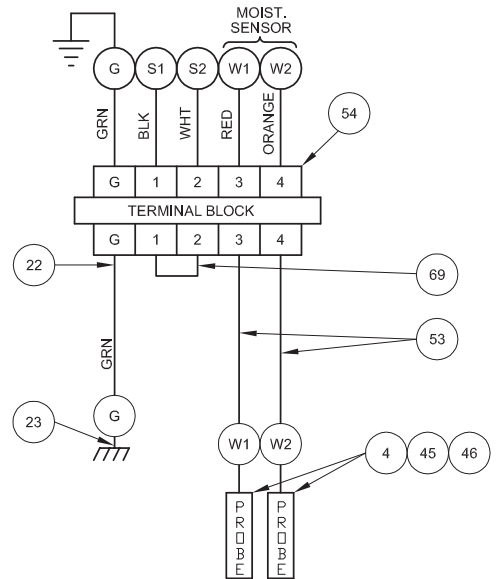 MOIST.
SENSOR
G S1 S2 W1 W2
GRN BLK WHT RED ORANGE
54
G 1 2 3 4
TERMINAL BLOCK
G 1 2 3 4
22
69
53
GRN
23
G
W1 W2
4 45 46
PROBE PROBE